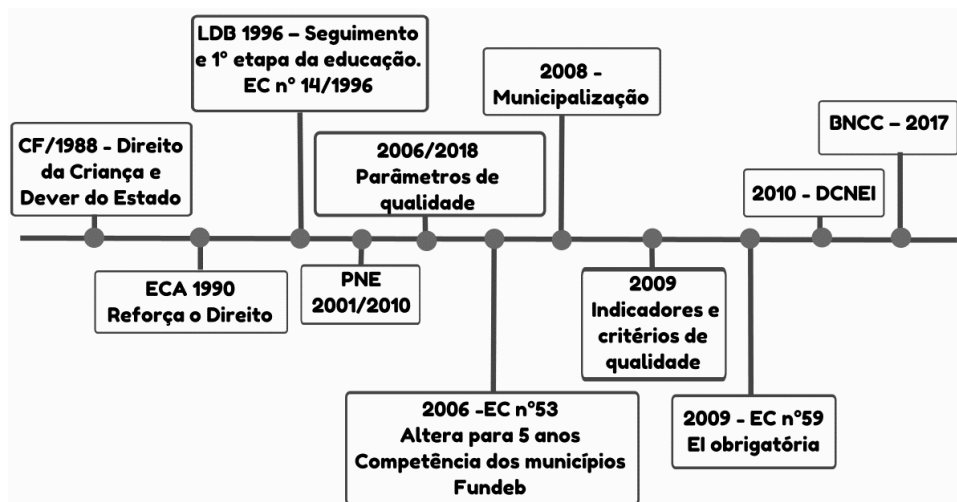 CF/1988 - Direito
da Criança e
Dever do Estado
ECA 1990
Reforça o Direito
LDB 1996 – Seguimento
e 1° etapa da educação.
EC n° 14/1996
PNE
2001/2010
2006/2018
Parâmetros de
qualidade
2006 -EC n°53
Altera para 5 anos
Competência dos municípios
Fundeb
2008 -
Municipalização
2009
Indicadores e
critérios de
qualidade
2009 - EC n°59
EI obrigatória
2010 - DCNEI
BNCC – 2017